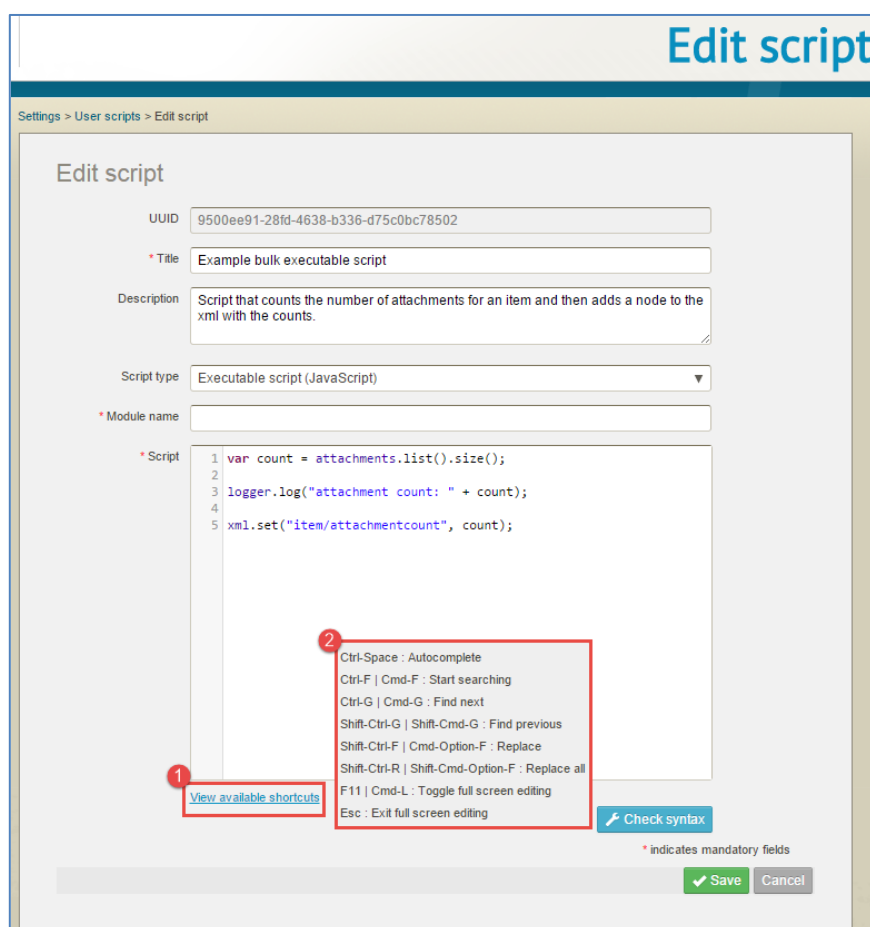 Edit script
Settings > User scripts > Edit script
Edit script
UUID
9500ee91-28fd-4638-b336-d75c0bc78502
* Title
Example bulk executable script
Description
Script that counts the number of attachments for an item and then adds a node to the
xml with the counts.
Script type
Executable script (JavaScript)
* Module name
* Script
1 var count = attachments.list().size();
2
3 logger.log("attachment count: " + count);
4
5 xml.set("item/attachmentcount", count);
2
Ctrl-Space : Autocomplete
Ctrl-F | Cmd-F : Start searching
Ctrl-G | Cmd-G : Find next
Shift-Ctrl-G | Shift-Cmd-G : Find previous
Shift-Ctrl-F | Cmd-Option-F : Replace
Shift-Ctrl-R | Shift-Cmd-Option-F : Replace all
F11 | Cmd-L : Toggle full screen editing
Esc : Exit full screen editing
1
View available shortcuts
Check syntax
* indicates mandatory fields
Save
Cancel